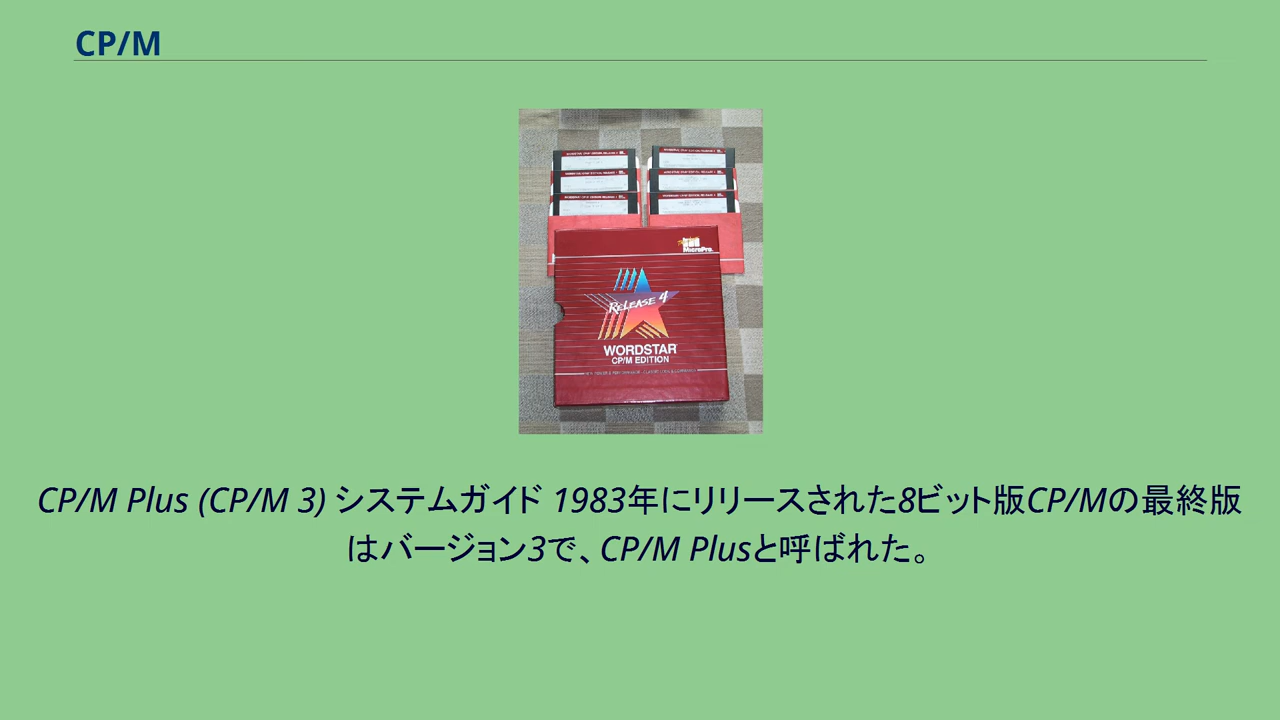 CP/M
MicroPro
RELEASE 4
WORDSTAR
CP/M EDITION
CP/M Plus (CP/M 3) システムガイド 1983年にリリースされた8ビット版CP/Mの最終版
はバージョン3で、CP/M Plusと呼ばれた。